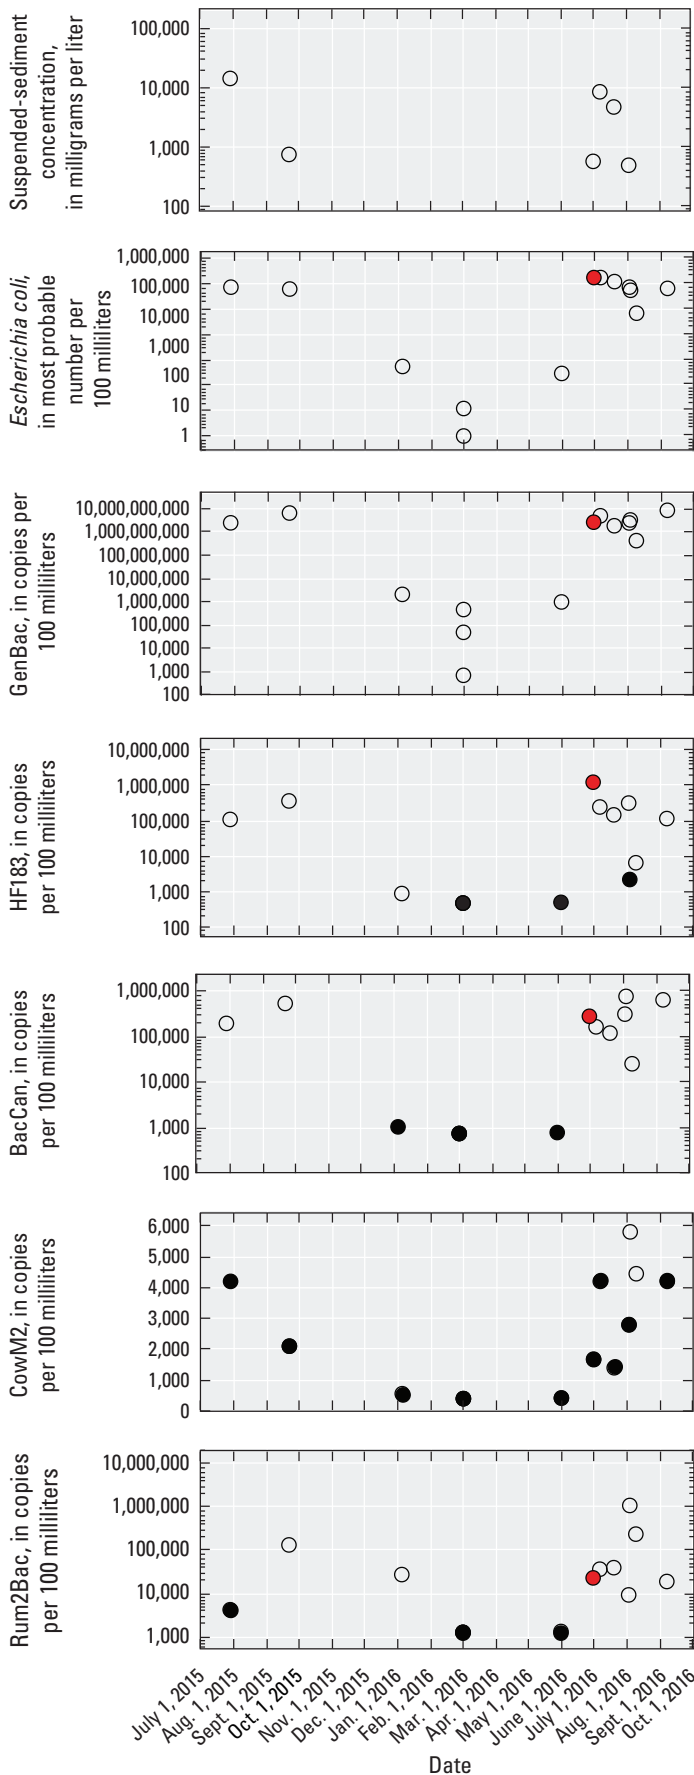 Suspended-sediment
concentration,
in milligrams per liter
100,000
10,000
1,000
100
Escherichia coli,
in most probable
number per
100 milliliters
1,000,000
100,000
10,000
1,000
100
10
1
GenBac, in copies per
100 milliliters
10,000,000,000
1,000,000,000
100,000,000
10,000,000
1,000,000
100,000
10,000
1,000
100
HF183, in copies
per 100 milliliters
10,000,000
1,000,000
100,000
10,000
1,000
100
BacCan, in copies
per 100 milliliters
1,000,000
100,000
10,000
1,000
100
CowM2, in copies
per 100 milliliters
6,000
5,000
4,000
3,000
2,000
1,000
0
Rum2Bac, in copies
per 100 milliliters
10,000,000
1,000,000
100,000
10,000
1,000
July 1, 2015
Aug. 1, 2015
Sept. 1, 2015
Oct. 1, 2015
Nov. 1, 2015
Dec. 1, 2015
Jan. 1, 2016
Feb. 1, 2016
Mar. 1, 2016
Apr. 1, 2016
May 1, 2016
June 1, 2016
July 1, 2016
Aug. 1, 2016
Sept. 1, 2016
Oct. 1, 2016
Date